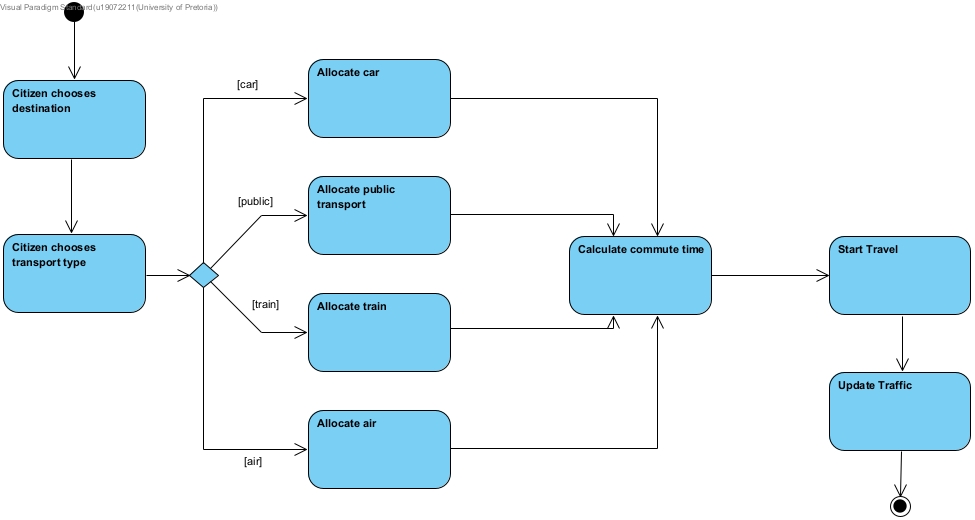 Visual Paradigm Standard(u19072211(University of Pretoria))
Citizen chooses
destination
Citizen chooses
transport type
[car]
[public]
[train]
[air]
Allocate car
Allocate public
transport
Allocate train
Allocate air
Calculate commute time
Start Travel
Update Traffic